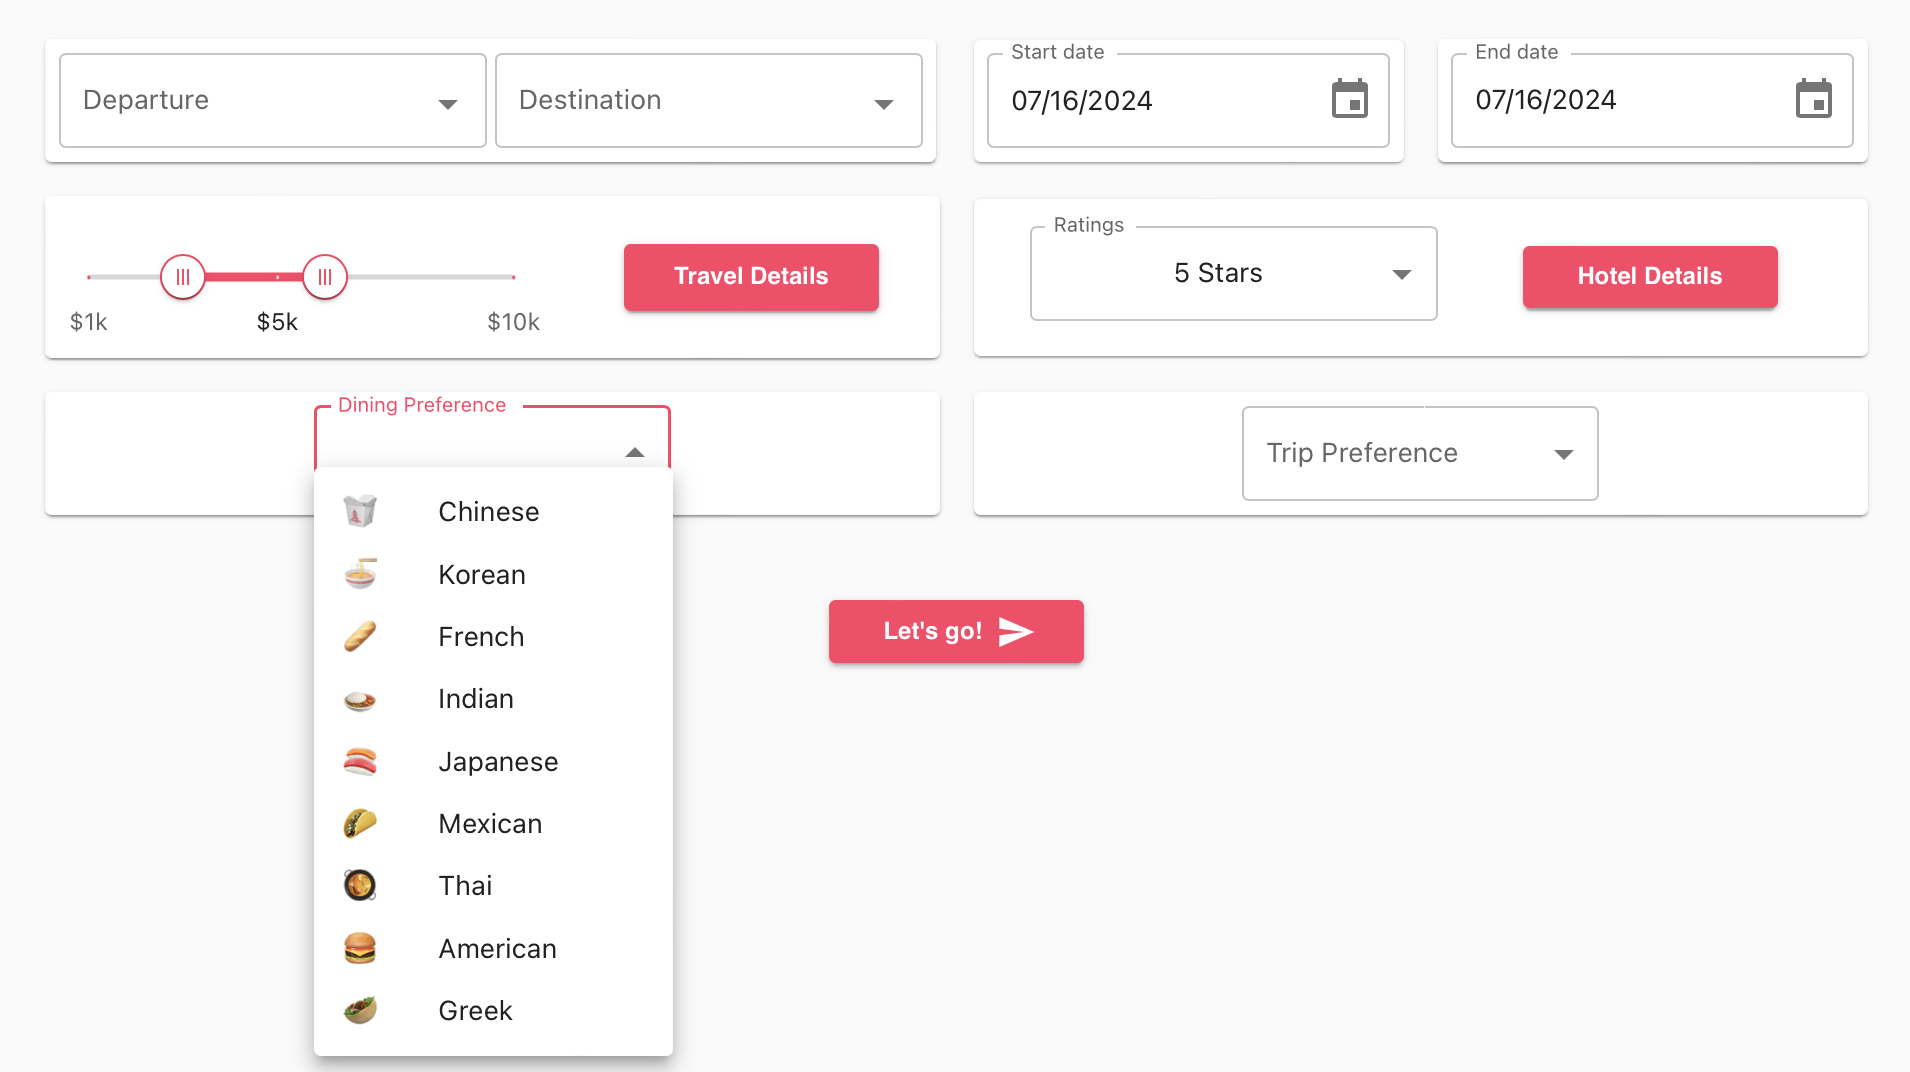 Departure
Destination
Start date
07/16/2024
End date
07/16/2024
$1k
$5k
$10k
Travel Details
Ratings
5 Stars
Hotel Details
Dining Preference
Trip Preference
Chinese
Korean
French
Indian
Japanese
Mexican
Thai
American
Greek
Let's go!